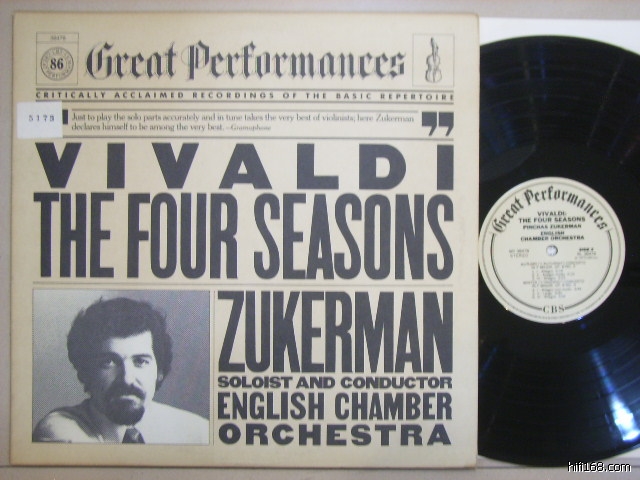 86
Great Performances
CRITICALLY ACCLAIMED RECORDINGS OF THE BASIC REPERTOIRE
5179
Just to play the solo parts accurately and in tune takes the very best of violinists; here Zukerman
declares himself to be among the very best. —Gramophone
VIVALDI
THE FOUR SEASONS
ZUKERMAN
SOLOIST AND CONDUCTOR
ENGLISH CHAMBER
ORCHESTRA
Great Performances
VIVALDI:
THE FOUR SEASONS
PINCHAS ZUKERMAN
ENGLISH
CHAMBER ORCHESTRA
STEREO
CBS
hifi168.com